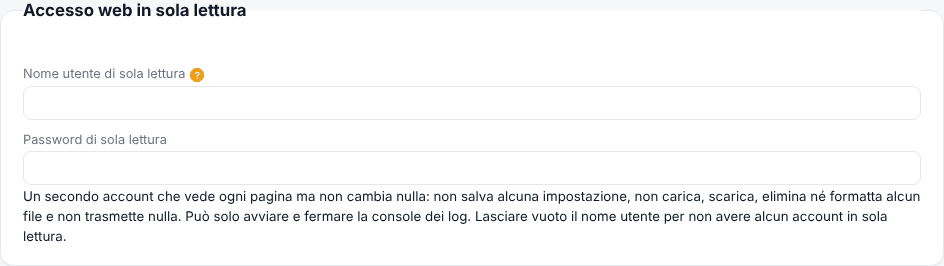 Accesso web in sola lettura
Nome utente di sola lettura ?
Password di sola lettura
Un secondo account che vede ogni pagina ma non cambia nulla: non salva alcuna impostazione, non carica, scarica, elimina né formatta alcun
file e non trasmette nulla. Può solo avviare e fermare la console dei log. Lasciare vuoto il nome utente per non avere alcun account in sola
lettura.